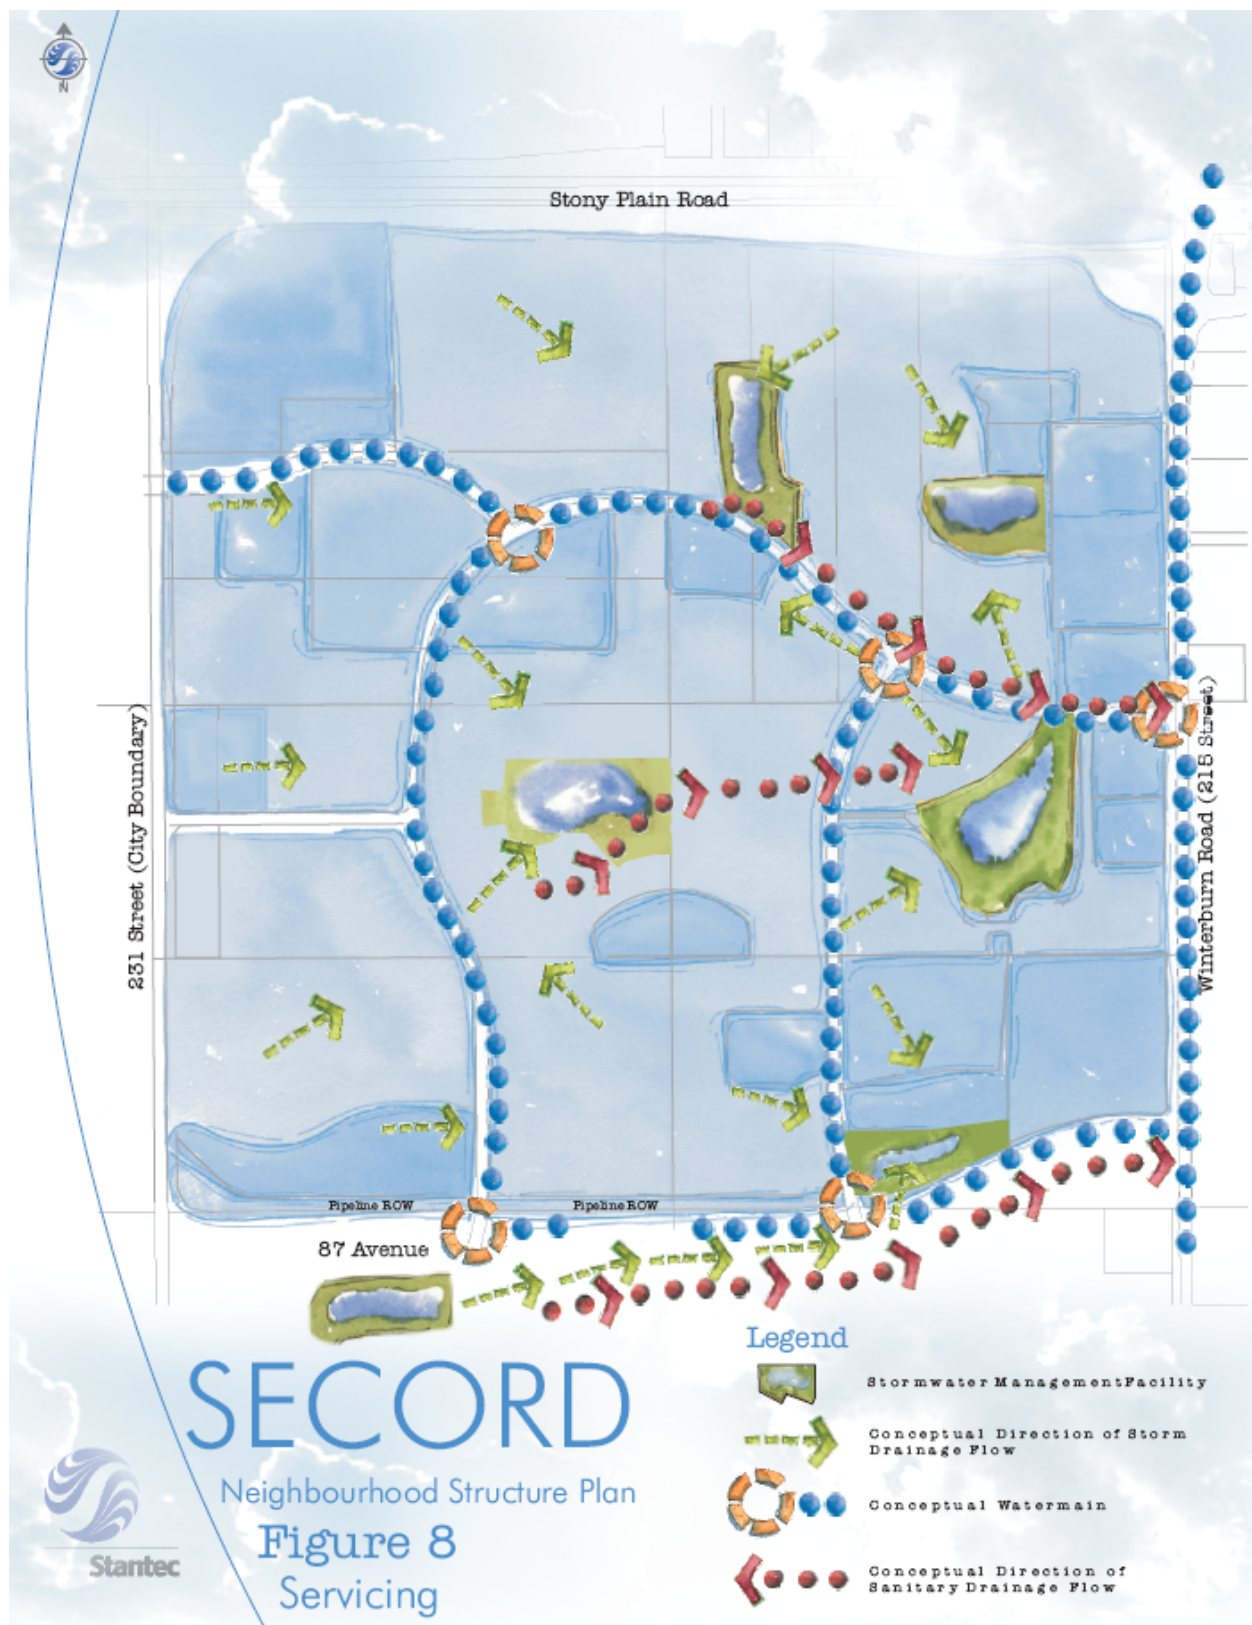 N
Stony Plain Road
231 Street (City Boundary)
Winterburn Road (215 Street)
Pipeline ROW
Pipeline ROW
87 Avenue
Legend
Stormwater Management Facility
Conceptual Direction of Storm
Drainage Flow
Conceptual Watermain
Conceptual Direction of
Sanitary Drainage Flow
SECORD
Neighbourhood Structure Plan
Figure 8
Servicing
Stantec